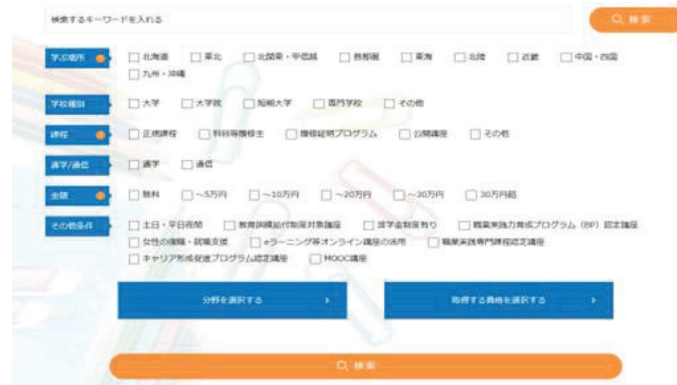 検索するキーワードを入れる
検索
学ぶ場所 北海道 東北 北関東・甲信越 首都圏 東海 北陸 近畿 中国・四国
九州・沖縄
学校種別 大学 大学院 短期大学 専門学校 その他
課程 正規課程 科目等履修生 履修証明プログラム 公開講座 その他
通学/通信 通学 通信
金額 無料 ~5万円 ~10万円 ~20万円 ~30万円 30万円超
その他条件 土日・平日夜間 教育訓練給付制度対象講座 奨学金制度有り 職業実践力育成プログラム(BP)認定講座
女性の復職・就職支援 eラーニング等オンライン講座の活用 職業実践専門課程認定講座
キャリア形成促進プログラム認定講座 MOOC講座
分野を選択する
取得する資格を選択する
検索